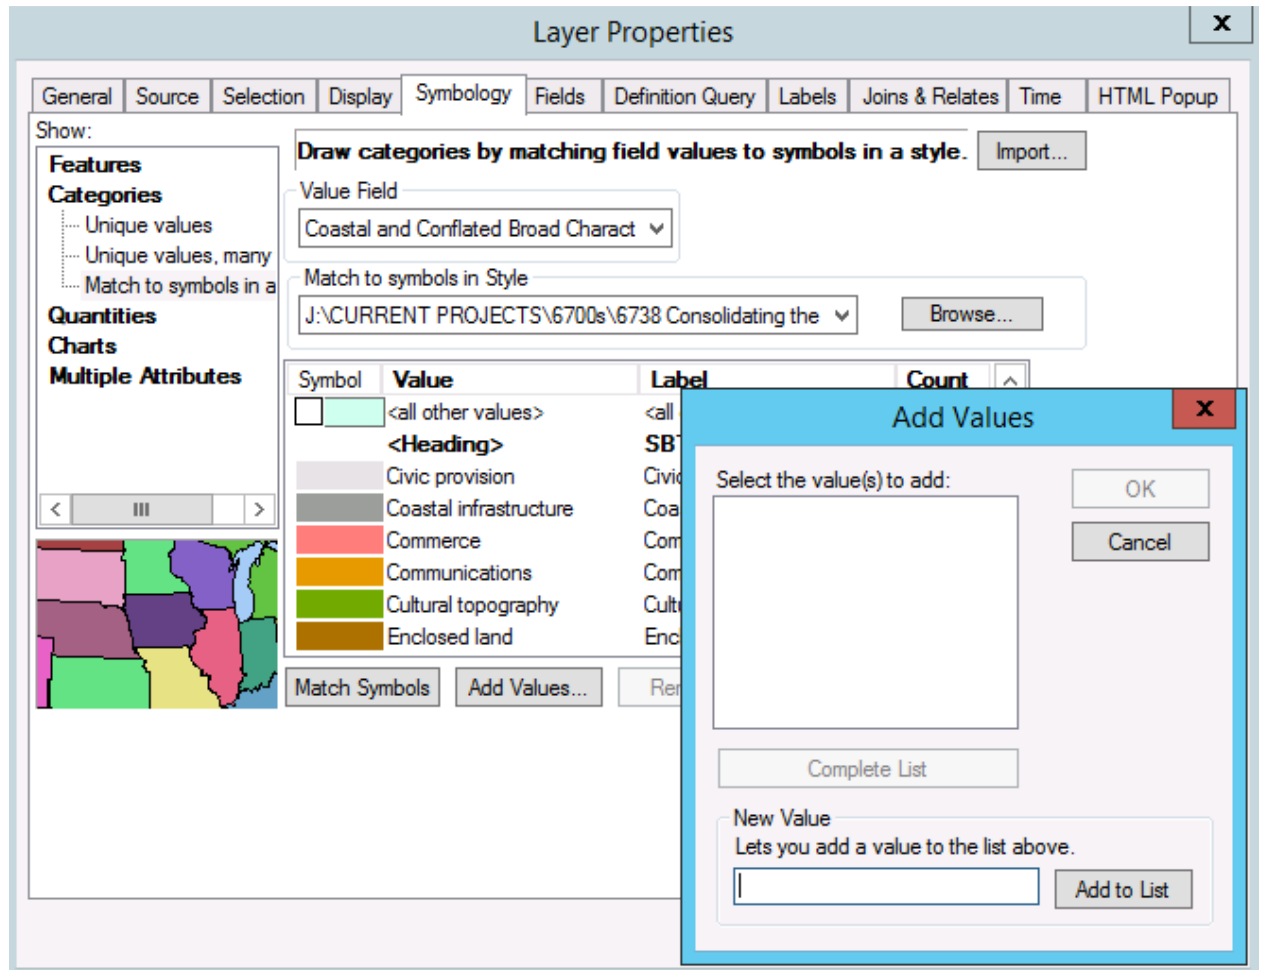 Layer Properties
x
General Source Selection Display Symbology Fields Definition Query Labels Joins & Relates Time HTML Popup
Show:
Features
Categories
Unique values
Unique values, many
Match to symbols in a
Quantities
Charts
Multiple Attributes
Draw categories by matching field values to symbols in a style.
Import...
Value Field
Coastal and Conflated Broad Charact
Match to symbols in Style
J:\CURRENT PROJECTS\6700s\6738 Consolidating the
Browse...
Symbol Value Label Count
<all other values> <all
<Heading> SBT
Civic provision Civic
Coastal infrastructure Coa
Commerce Com
Communications Com
Cultural topography Cultu
Enclosed land Encl
Match Symbols Add Values... Rem
Add Values
x
Select the value(s) to add:
OK
Cancel
Complete List
New Value
Lets you add a value to the list above.
Add to List